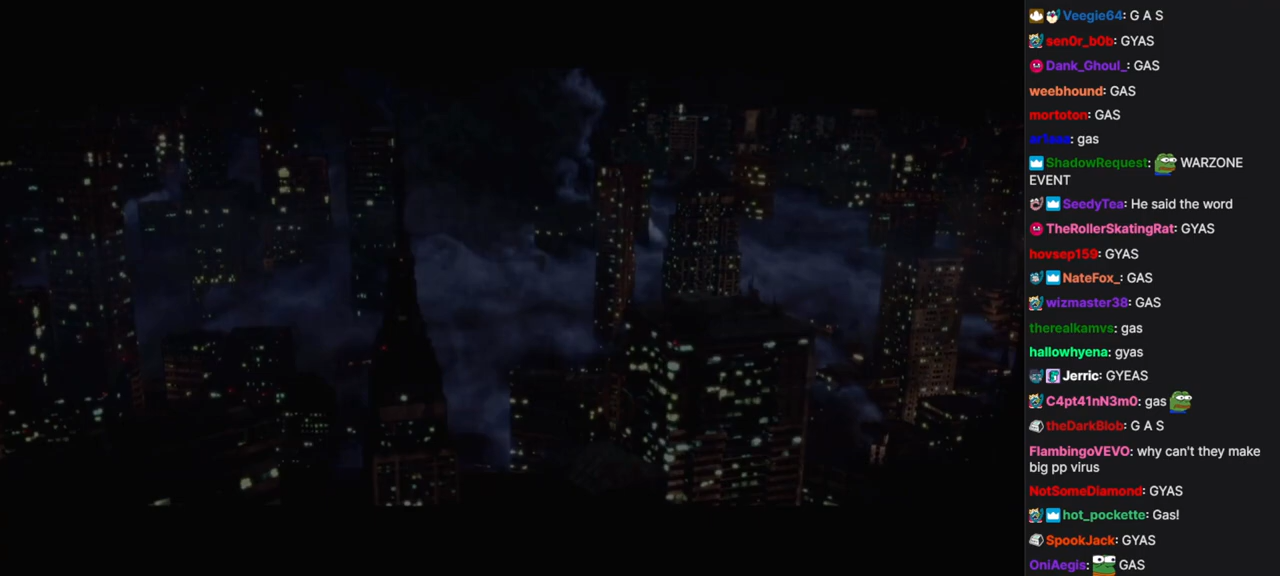 Veegie64: G A S
sen0r_b0b: GYAS
Dank_Ghoul_: GAS
weebhound: GAS
mortoton: GAS
: gas
ShadowRequest: WARZONE
EVENT
SeedyTea: He said the word
TheRollerSkatingRat: GYAS
hovsep159: GYAS
NateFox_: GAS
wizmaster38: GAS
therealkamvs: gas
hallowhyena: gyas
Jerric: GYEAS
C4pt41nN3m0: gas
theDarkBlob: G A S
FlambingoVEVO: why can't they make
big pp virus
NotSomeDiamond: GYAS
hot_pockette: Gas!
SpookJack: GYAS
OniAegis: GAS